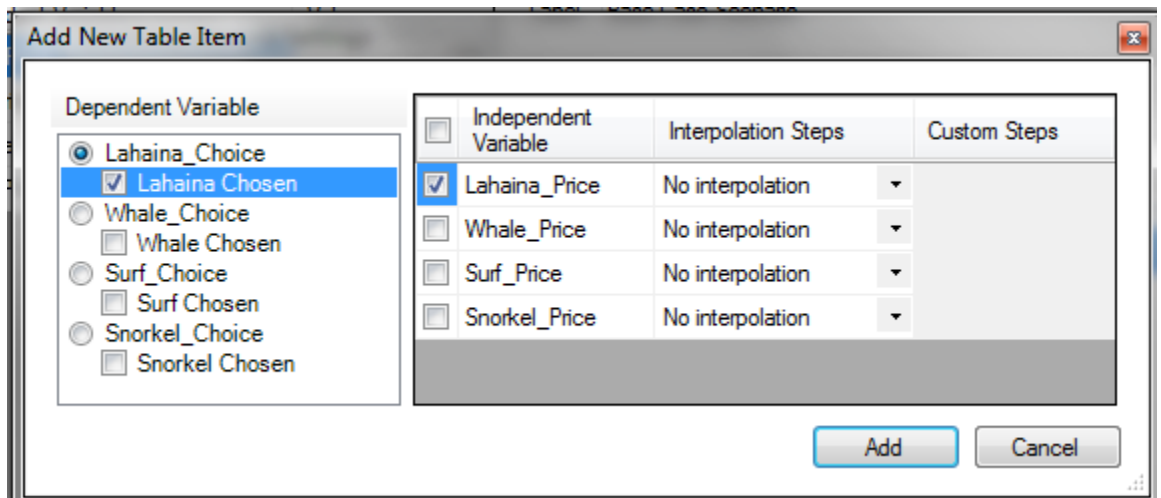 Add New Table Item
Dependent Variable
Lahaina_Choice
Lahaina Chosen
Whale_Choice
Whale Chosen
Surf_Choice
Surf Chosen
Snorkel_Choice
Snorkel Chosen
Independent
Variable
Interpolation Steps
Custom Steps
Lahaina_Price
No interpolation
Whale_Price
No interpolation
Surf_Price
No interpolation
Snorkel_Price
No interpolation
Add
Cancel